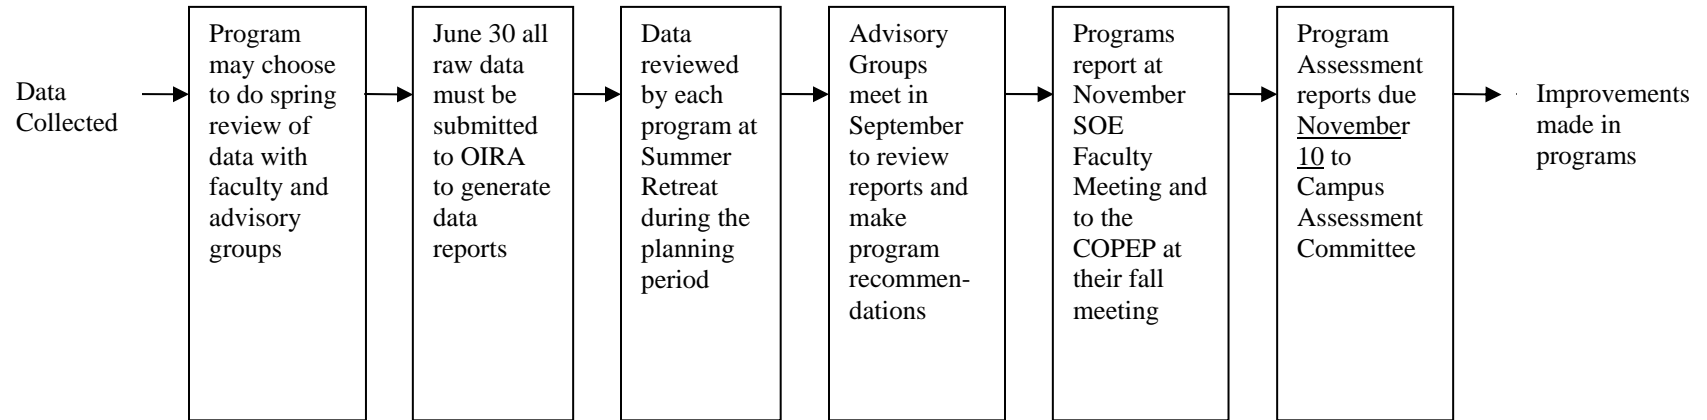 Data
Collected
Program
may choose
to do spring
review of
data with
faculty and
advisory
groups
June 30 all
raw data
must be
submitted
to OIRA
to generate
data
reports
Data
reviewed
by each
program at
Summer
Retreat
during the
planning
period
Advisory
Groups
meet in
September
to review
reports and
make
program
recommen-
dations
Programs
report at
November
SOE
Faculty
Meeting and
to the
COPEP at
their fall
meeting
Program
Assessment
reports due
November
10 to
Campus
Assessment
Committee
Improvements
made in
programs